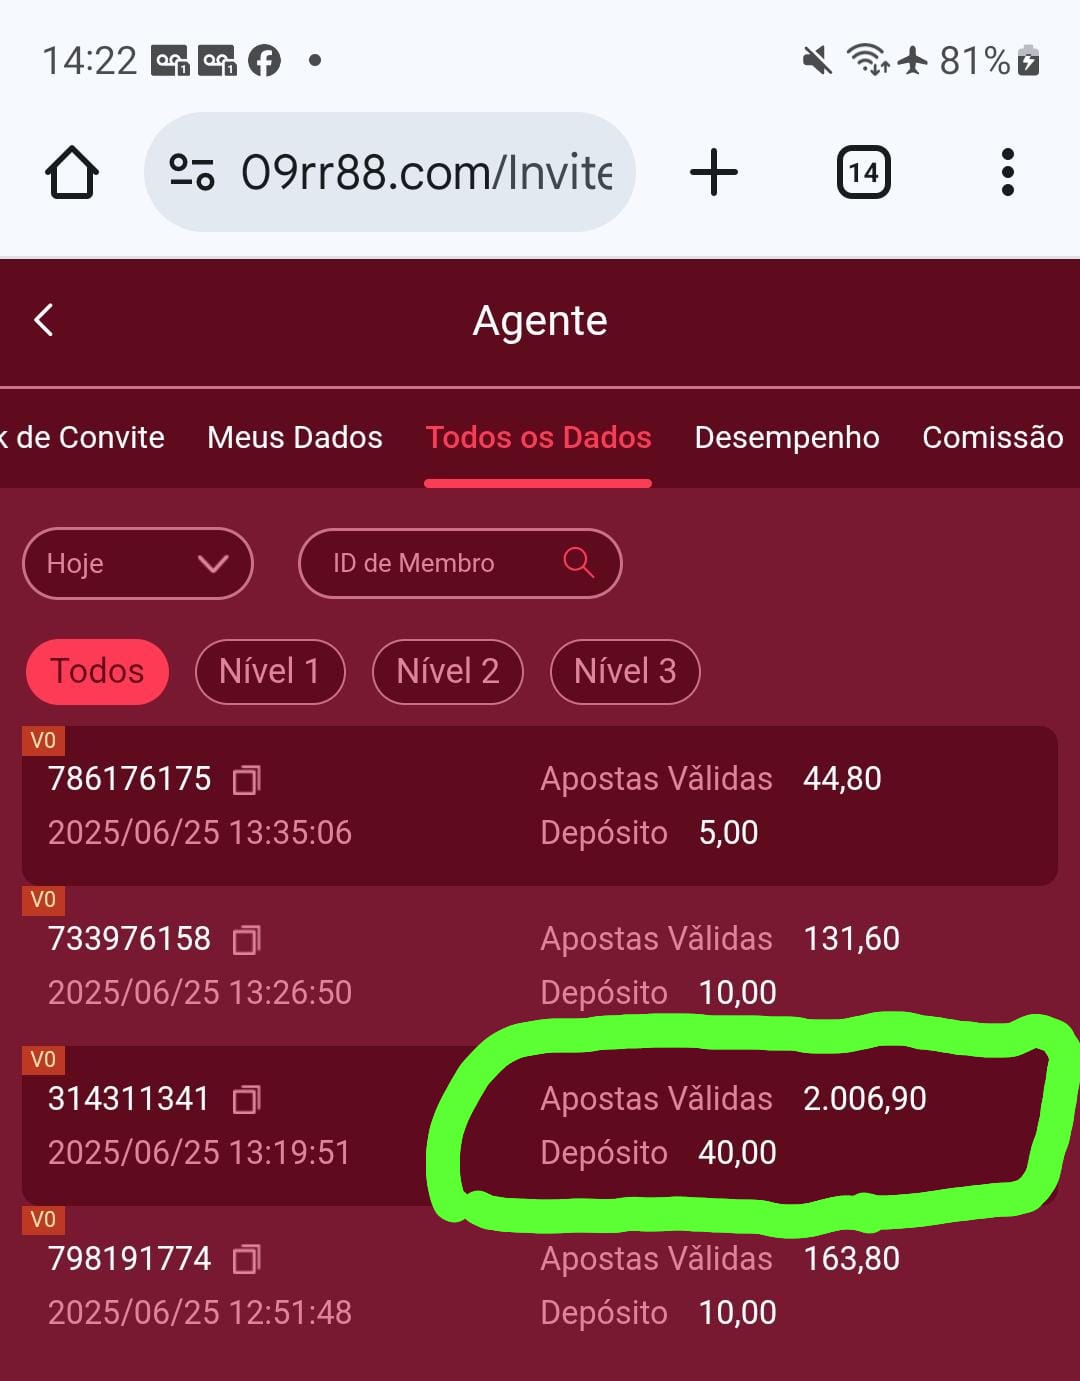 14:22
81%
09rr88.com/Invite
14
Agente
k de Convite Meus Dados Todos os Dados Desempenho Comissão
Hoje ID de Membro
Todos Nível 1 Nível 2 Nível 3
V0
786176175 Apostas Vǎlidas 44,80
2025/06/25 13:35:06 Depósito 5,00
V0
733976158 Apostas Vǎlidas 131,60
2025/06/25 13:26:50 Depósito 10,00
V0
314311341 Apostas Vǎlidas 2.006,90
2025/06/25 13:19:51 Depósito 40,00
V0
798191774 Apostas Vǎlidas 163,80
2025/06/25 12:51:48 Depósito 10,00